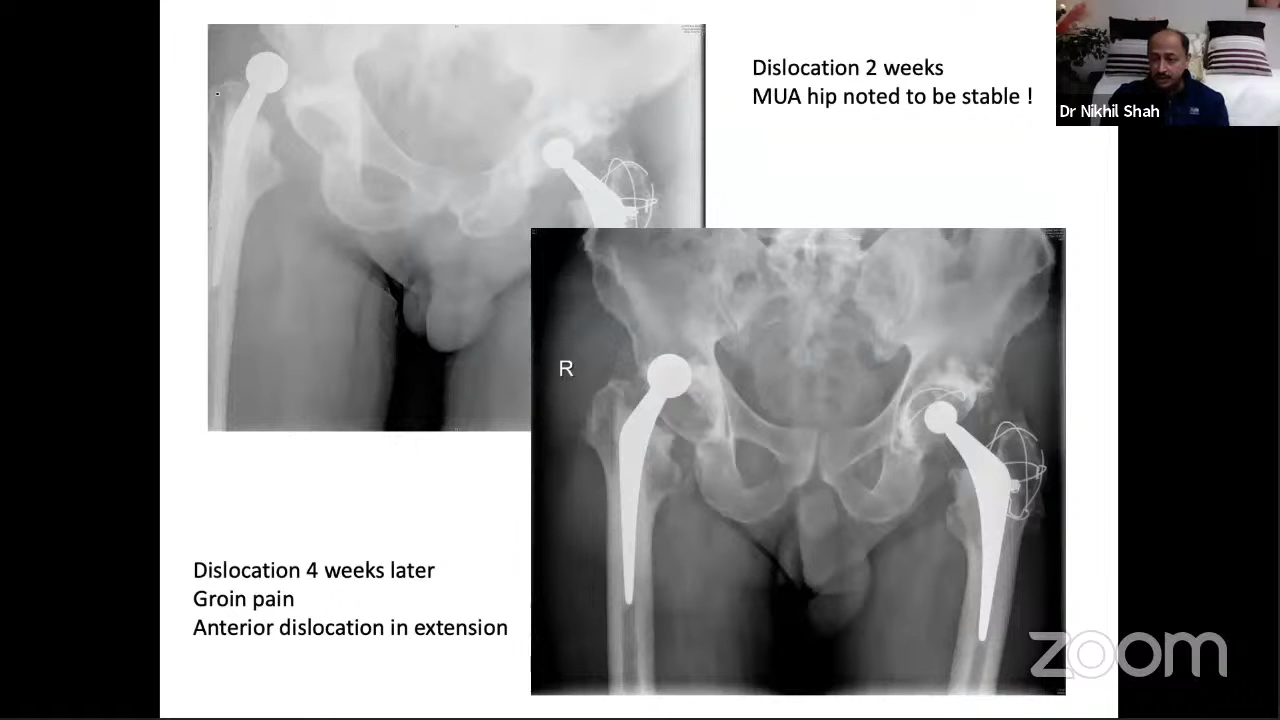 Dislocation 2 weeks
MUA hip noted to be stable !
Dr Nikhil Shah
R
Dislocation 4 weeks later
Groin pain
Anterior dislocation in extension
zoom